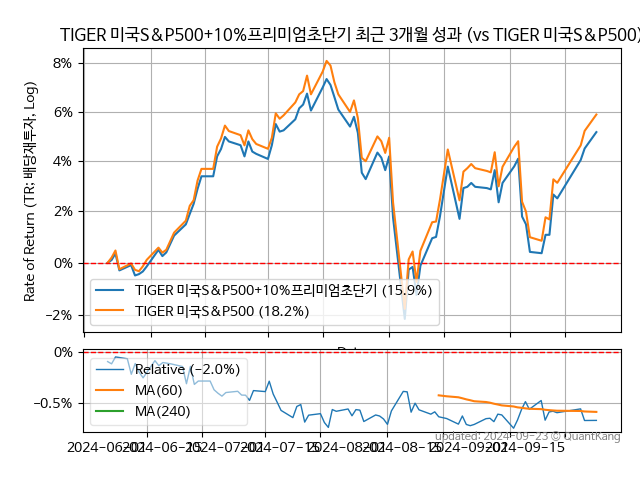 TIGER 미국S&P500+10%프리미엄초단기 최근 3개월 성과 (vs TIGER 미국S&P500)
Rate of Return (TR: 배당재투자, Log)
8%
6%
4%
2%
0%
−2%
TIGER 미국S&P500+10%프리미엄초단기 (15.9%)
TIGER 미국S&P500 (18.2%)
0%
−0.5%
Relative (−2.0%)
MA(60)
MA(240)
updated: 2024-09-23 © QuantKang
2024-06-01
2024-06-15
2024-07-01
2024-07-15
2024-08-01
2024-08-15
2024-09-01
2024-09-15